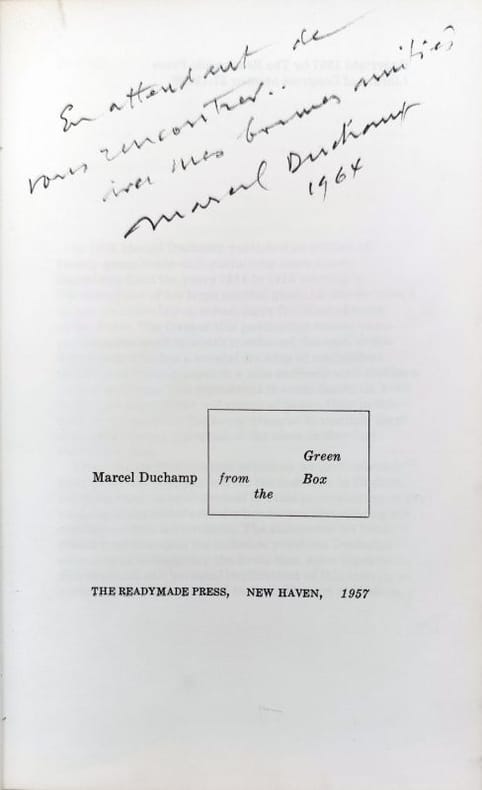 En attendant de
vous rencontrer..
avec mes bonnes amitiés
Marcel Duchamp
1964
Green
Marcel Duchamp from Box
the
THE READYMADE PRESS, NEW HAVEN, 1957